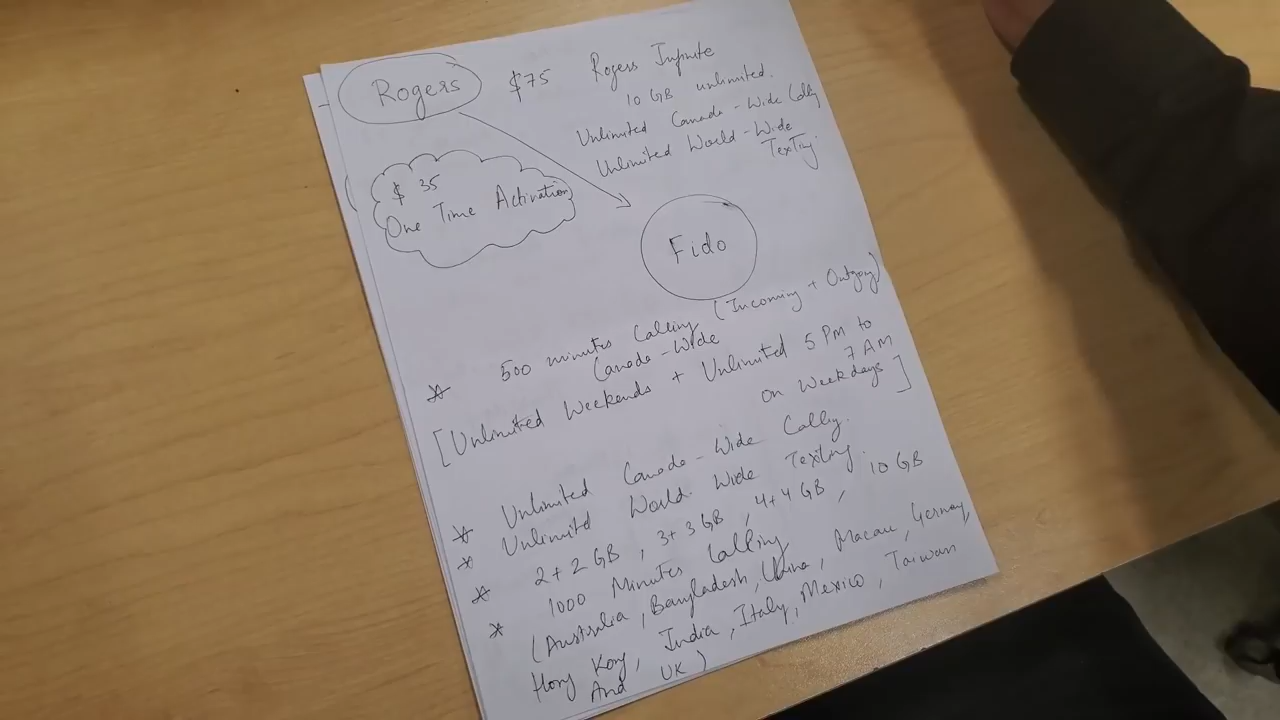 Rogers $75 Rogers Infinite
10 GB unlimited.
Unlimited Canada-Wide Calling
Unlimited World-Wide
Texting.
$ 35
One Time Activation
Fido
500 minutes Calling (Incoming + Outgoing)
Canada-Wide
[Unlimited Weekends + Unlimited 5 PM to
7 AM
on Weekdays]
Unlimited Canada-Wide Calling.
Unlimited World Wide Texting.
2+2 GB, 3+3 GB, 4+4 GB, 10 GB
1000 Minutes Calling
(Australia, Bangladesh, China, Macau, Germany,
Hong Kong, India, Italy, Mexico, Taiwan
And UK)